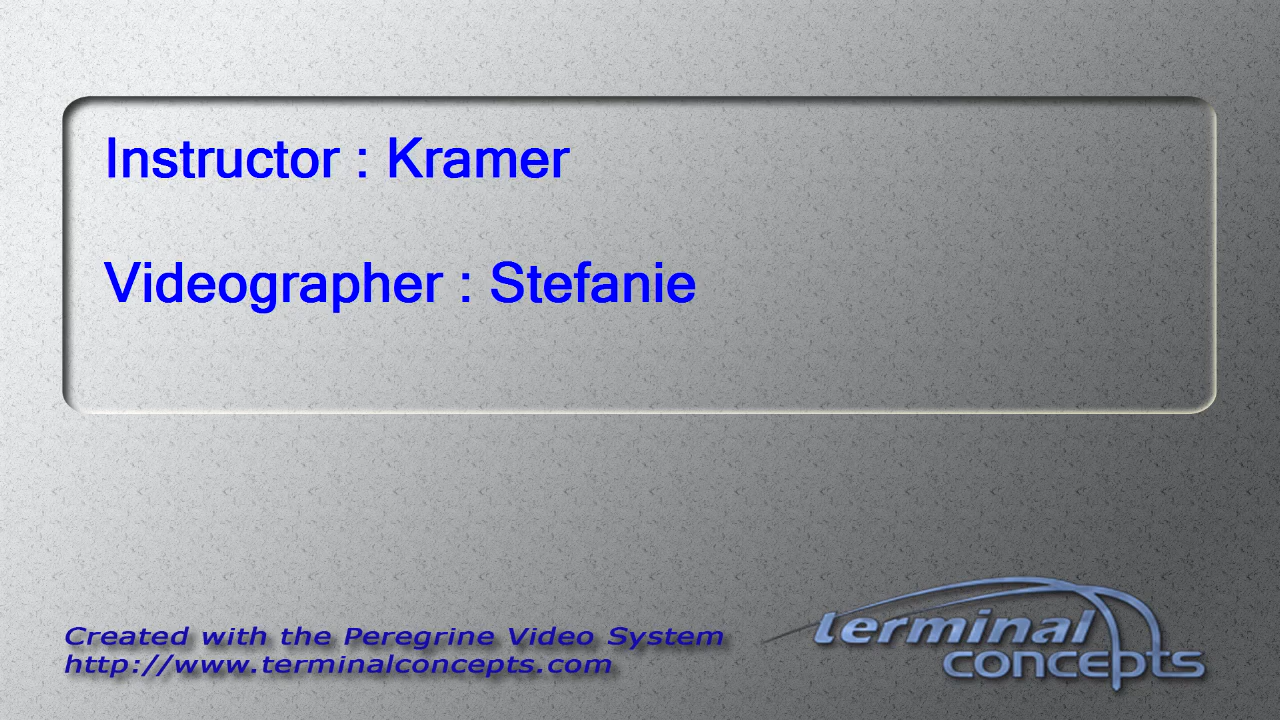 Instructor : Kramer
Videographer : Stefanie
Created with the Peregrine Video System
http://www.terminalconcepts.com
terminal
concepts